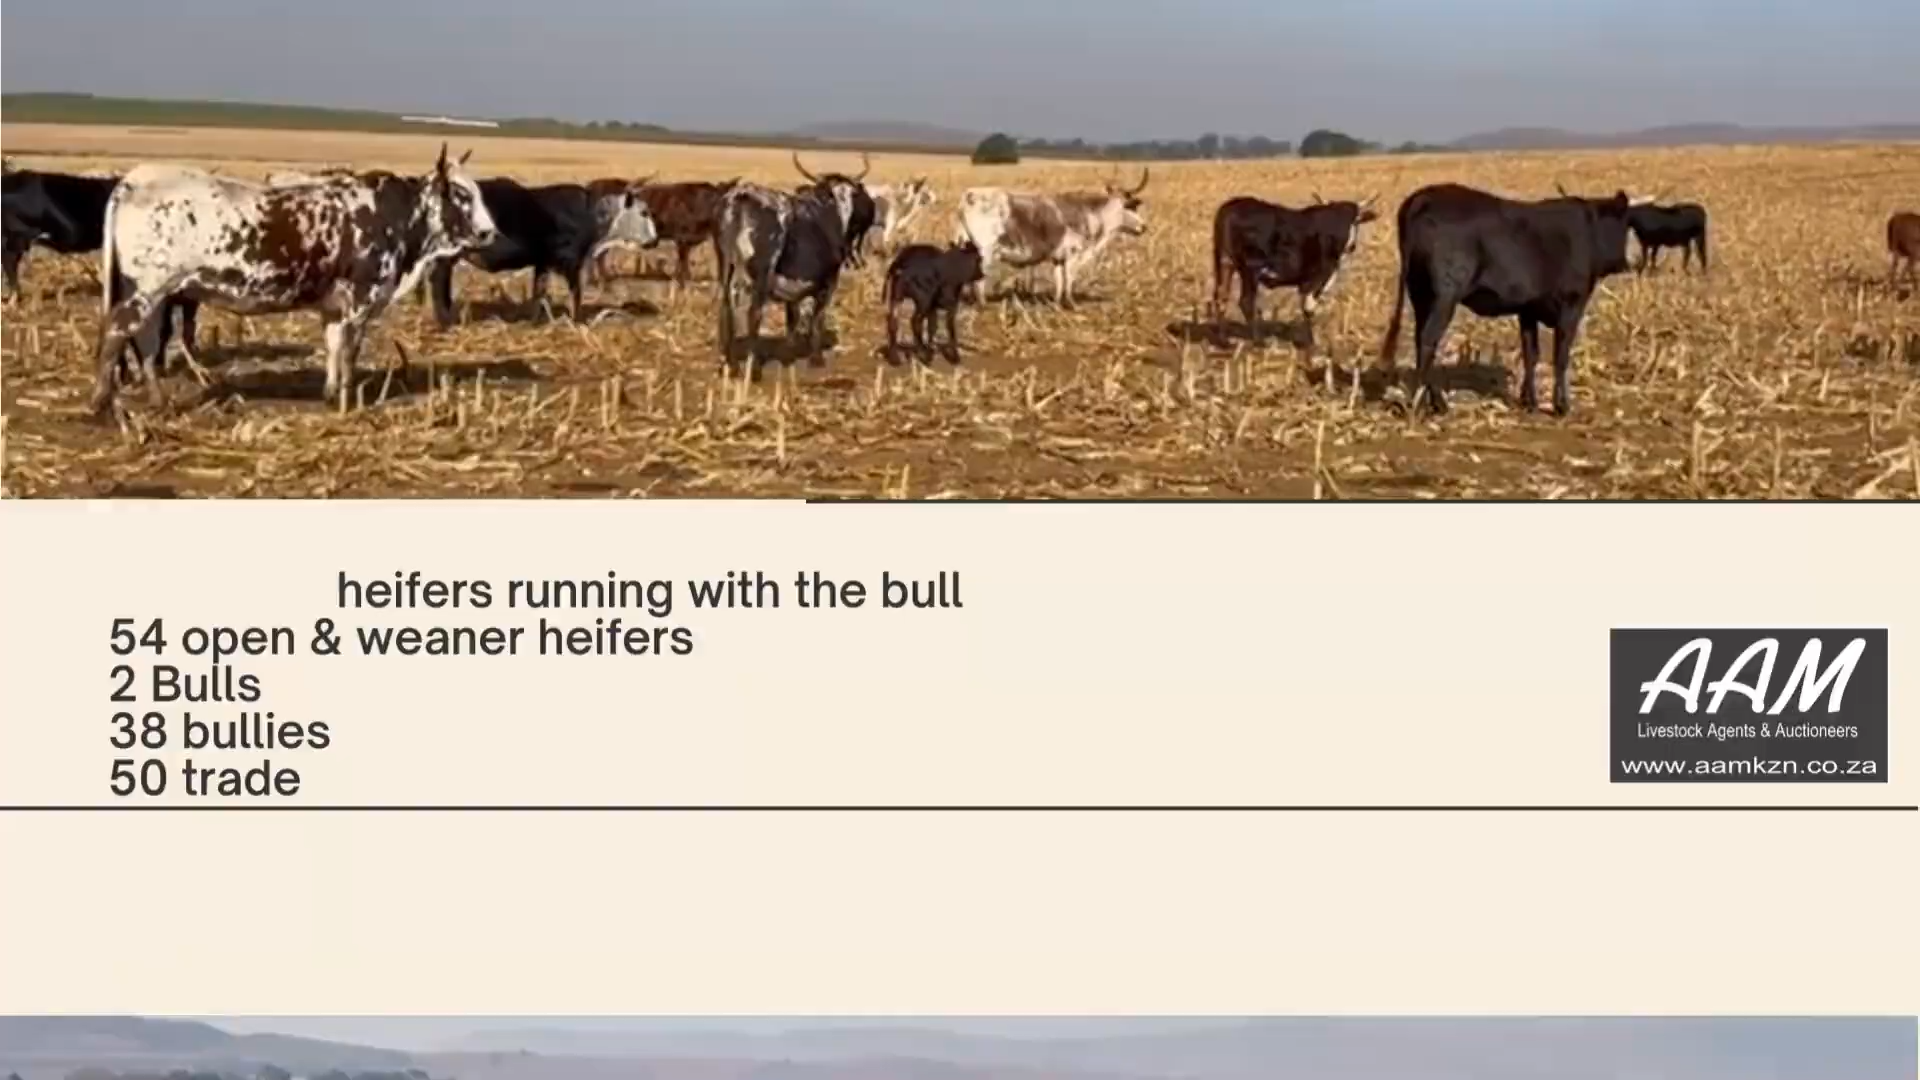 heifers running with the bull
54 open & weaner heifers
2 Bulls
38 bullies
50 trade
AAM
Livestock Agents & Auctioneers
www.aamkzn.co.za